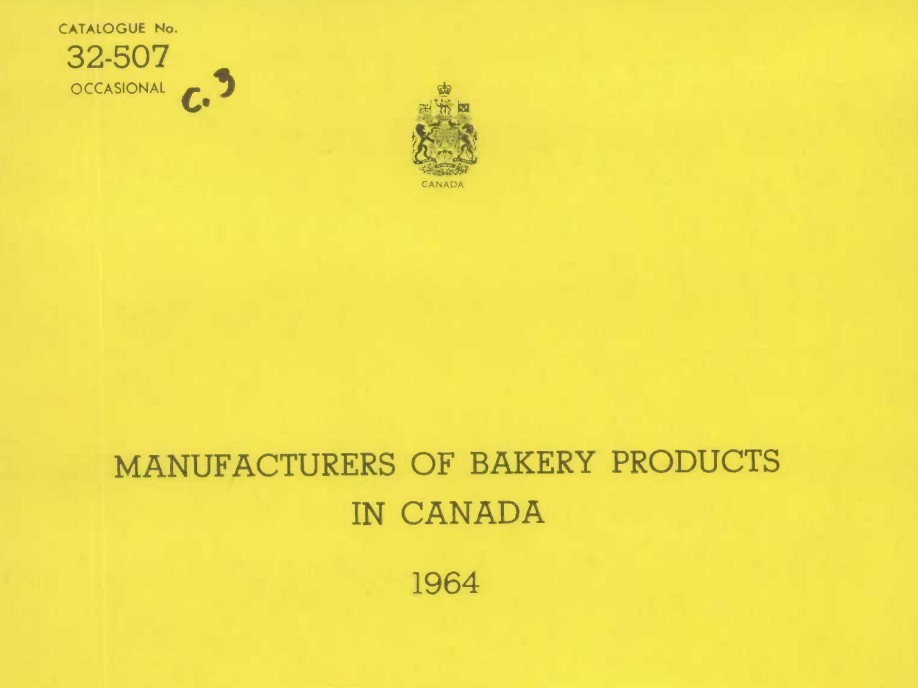 CATALOGUE No.
32-507
OCCASIONAL
C. 3
CANADA
MANUFACTURERS OF BAKERY PRODUCTS
IN CANADA
1964